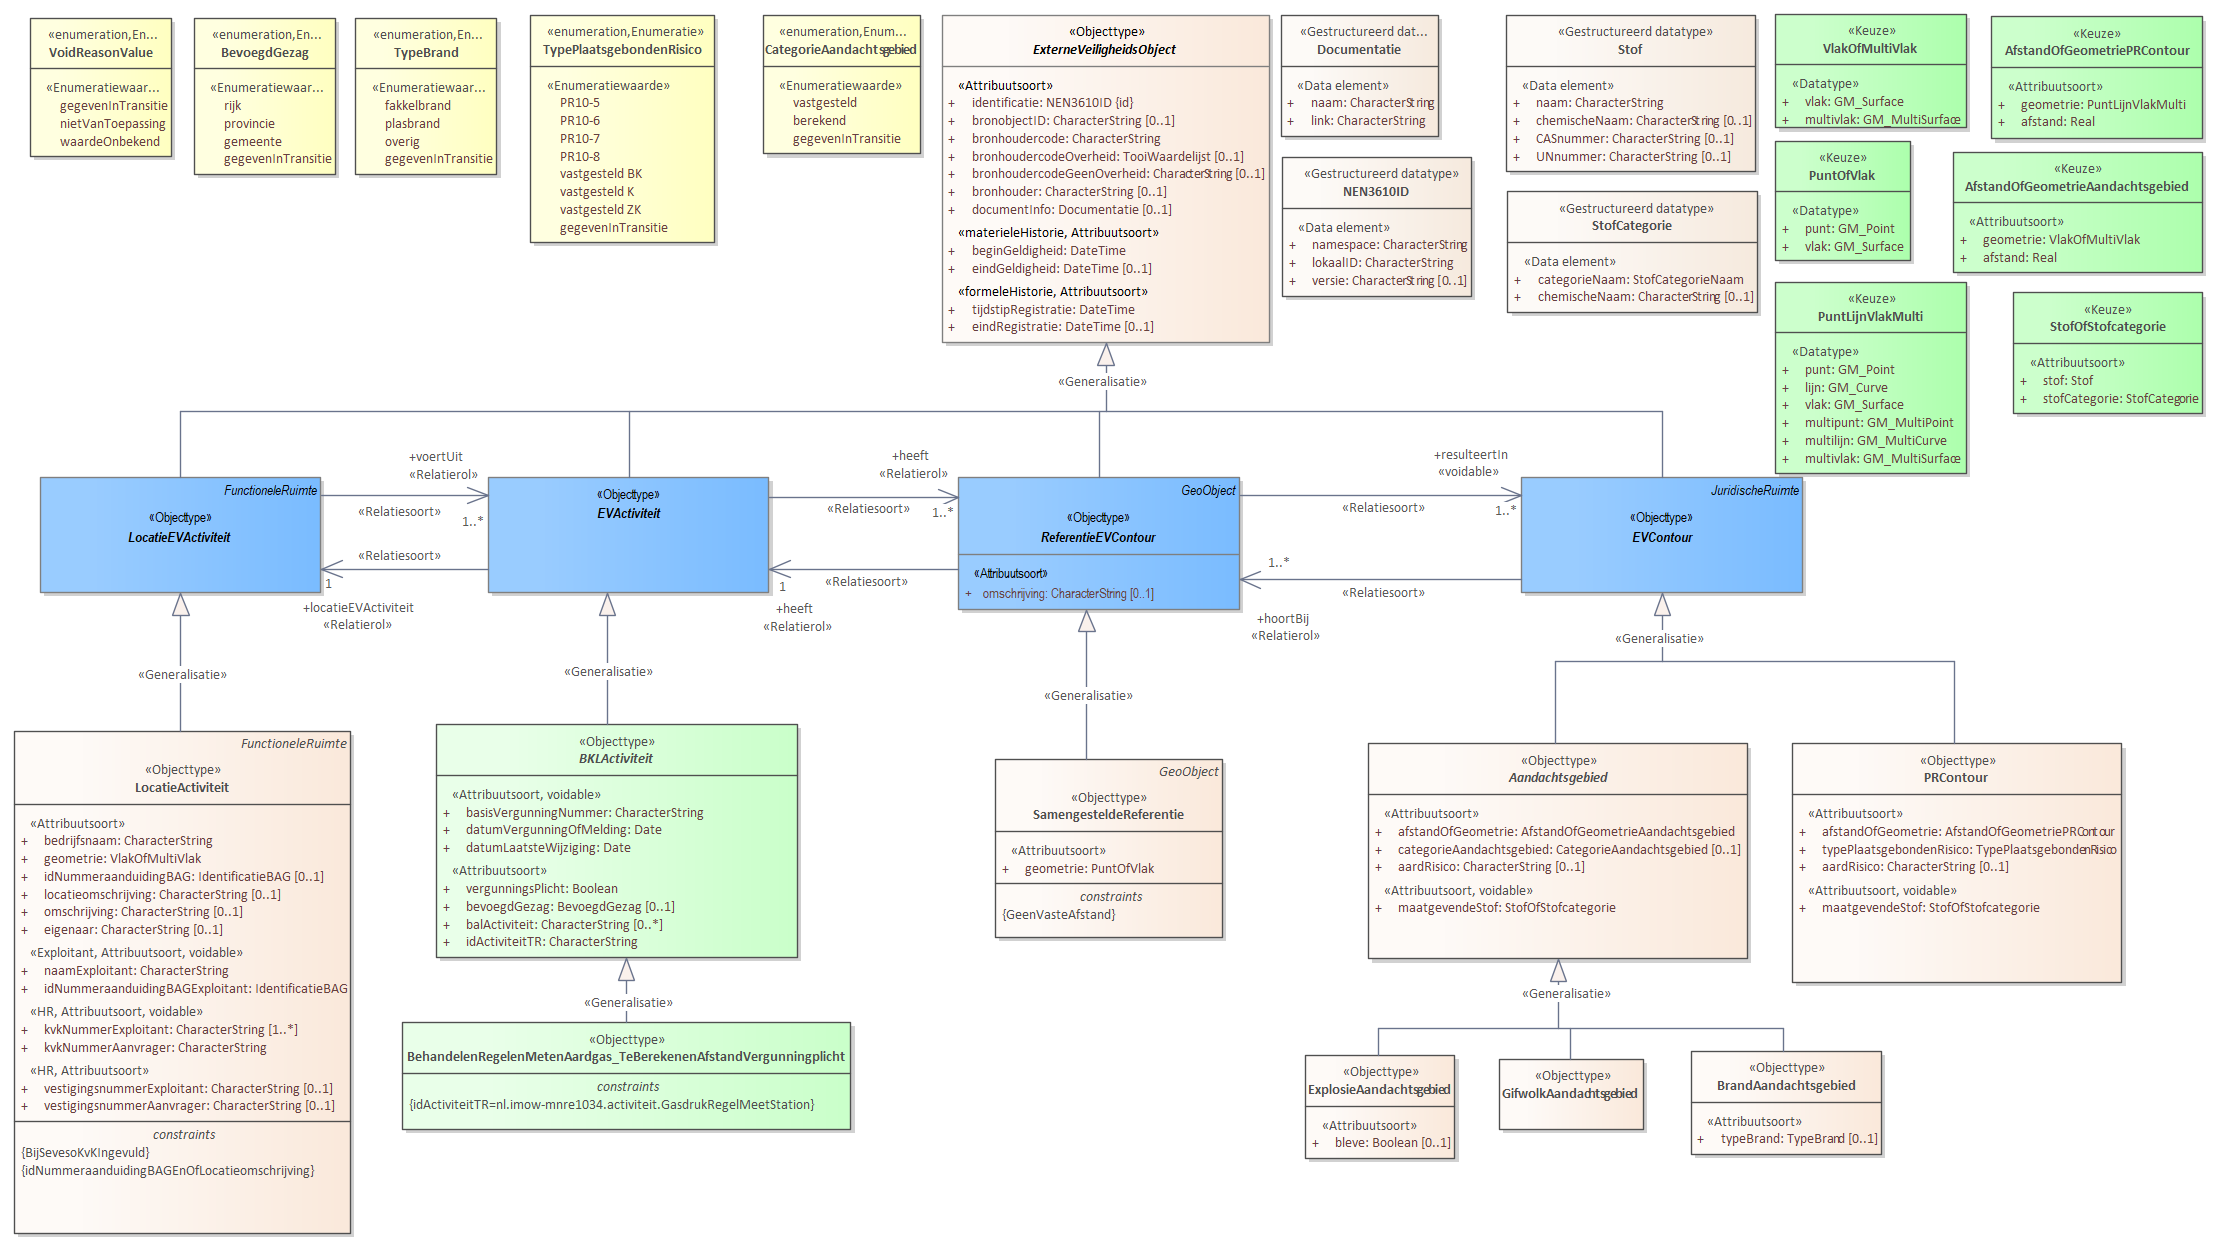 «enumeration,En...
VoidReasonValue
«Enumeratiewaar...
gegevenInTransitie
nietVanToepassing
waardeOnbekend
«enumeration,En...
BevoegdGezag
«Enumeratiewaar...
rijk
provincie
gemeente
gegevenInTransitie
«enumeration,En...
TypeBrand
«Enumeratiewaar...
fakkelbrand
plasbrand
overig
gegevenInTransitie
«enumeration,Enumeratie»
TypePlaatsgebondenRisico
«Enumeratiewaarde»
PR10-5
PR10-6
PR10-7
PR10-8
vastgesteld BK
vastgesteld K
vastgesteld ZK
gegevenInTransitie
«enumeration,Enum...
CategorieAandachtsgebied
«Enumeratiewaarde»
vastgesteld
berekend
gegevenInTransitie
«Objecttype»
ExterneVeiligheidsObject
«Attribuutsoort»
+ identificatie: NEN3610ID {id}
+ bronobjectID: CharacterString [0..1]
+ bronhoudercode: CharacterString
+ bronhoudercodeOverheid: TooiWaardelijst [0..1]
+ bronhoudercodeGeenOverheid: CharacterString [0..1]
+ bronhouder: CharacterString [0..1]
+ documentInfo: Documentatie [0..1]
«materieleHistorie, Attribuutsoort»
+ beginGeldigheid: DateTime
+ eindGeldigheid: DateTime [0..1]
«formeleHistorie, Attribuutsoort»
+ tijdstipRegistratie: DateTime
+ eindRegistratie: DateTime [0..1]
«Gestructureerd dat...
Documentatie
«Data element»
+ naam: CharacterString
+ link: CharacterString
«Gestructureerd datatype»
NEN3610ID
«Data element»
+ namespace: CharacterString
+ lokaalID: CharacterString
+ versie: CharacterString [0..1]
«Gestructureerd datatype»
Stof
«Data element»
+ naam: CharacterString
+ chemischeNaam: CharacterString [0..1]
+ CASnummer: CharacterString [0..1]
+ UNnummer: CharacterString [0..1]
«Gestructureerd datatype»
StofCategorie
«Data element»
+ categorieNaam: StofCategorieNaam
+ chemischeNaam: CharacterString [0..1]
«Keuze»
VlakOfMultiVlak
«Datatype»
+ vlak: GM_Surface
+ multivlak: GM_MultiSurface
«Keuze»
PuntOfVlak
«Datatype»
+ punt: GM_Point
+ vlak: GM_Surface
«Keuze»
PuntLijnVlakMulti
«Datatype»
+ punt: GM_Point
+ lijn: GM_Curve
+ vlak: GM_Surface
+ multipunt: GM_MultiPoint
+ multilijn: GM_MultiCurve
+ multivlak: GM_MultiSurface
«Keuze»
AfstandOfGeometriePRContour
«Attribuutsoort»
+ geometrie: PuntLijnVlakMulti
+ afstand: Real
«Keuze»
AfstandOfGeometrieAandachtsgebied
«Attribuutsoort»
+ geometrie: VlakOfMultiVlak
+ afstand: Real
«Keuze»
StofOfStofcategorie
«Attribuutsoort»
+ stof: Stof
+ stofCategorie: StofCategorie
«Generalisatie»
FunctioneleRuimte
«Objecttype»
LocatieEVActiviteit
+voertUit
«Relatierol»
«Relatiesoort»
1..*
«Relatiesoort»
1
+locatieEVActiviteit
«Relatierol»
«Objecttype»
EVActiviteit
+heeft
«Relatierol»
«Relatiesoort»
1..*
«Relatiesoort»
1
+heeft
«Relatierol»
GeoObject
«Objecttype»
ReferentieEVContour
«Attribuutsoort»
+ omschrijving: CharacterString [0..1]
+resulteertIn
«voidable»
«Relatiesoort»
1..*
1..*
«Relatiesoort»
+hoortBij
«Relatierol»
JuridischeRuimte
«Objecttype»
EVContour
«Generalisatie»
«Generalisatie»
«Generalisatie»
«Generalisatie»
FunctioneleRuimte
«Objecttype»
LocatieActiviteit
«Attribuutsoort»
+ bedrijfsnaam: CharacterString
+ geometrie: VlakOfMultiVlak
+ idNummeraanduidingBAG: IdentificatieBAG [0..1]
+ locatieomschrijving: CharacterString [0..1]
+ omschrijving: CharacterString [0..1]
+ eigenaar: CharacterString [0..1]
«Exploitant, Attribuutsoort, voidable»
+ naamExploitant: CharacterString
+ idNummeraanduidingBAGExploitant: IdentificatieBAG
«HR, Attribuutsoort, voidable»
+ kvkNummerExploitant: CharacterString [1..*]
+ kvkNummerAanvrager: CharacterString
«HR, Attribuutsoort»
+ vestigingsnummerExploitant: CharacterString [0..1]
+ vestigingsnummerAanvrager: CharacterString [0..1]
constraints
{BijSevesoKvKIngevuld}
{idNummeraanduidingBAGEnOfLocatieomschrijving}
«Objecttype»
BKLActiviteit
«Attribuutsoort, voidable»
+ basisVergunningNummer: CharacterString
+ datumVergunningOfMelding: Date
+ datumLaatsteWijziging: Date
«Attribuutsoort»
+ vergunningsPlicht: Boolean
+ bevoegdGezag: BevoegdGezag [0..1]
+ balActiviteit: CharacterString [0..*]
+ idActiviteitTR: CharacterString
«Generalisatie»
«Objecttype»
BehandelenRegelenMetenAardgas_TeBerekenenAfstandVergunningplicht
constraints
{idActiviteitTR=nl.imow-mnre1034.activiteit.GasdrukRegelMeetStation}
GeoObject
«Objecttype»
SamengesteldeReferentie
«Attribuutsoort»
+ geometrie: PuntOfVlak
constraints
{GeenVasteAfstand}
«Objecttype»
Aandachtsgebied
«Attribuutsoort»
+ afstandOfGeometrie: AfstandOfGeometrieAandachtsgebied
+ categorieAandachtsgebied: CategorieAandachtsgebied [0..1]
+ aardRisico: CharacterString [0..1]
«Attribuutsoort, voidable»
+ maatgevendeStof: StofOfStofcategorie
«Objecttype»
PRContour
«Attribuutsoort»
+ afstandOfGeometrie: AfstandOfGeometriePRContour
+ typePlaatsgebondenRisico: TypePlaatsgebondenRisico
+ aardRisico: CharacterString [0..1]
«Attribuutsoort, voidable»
+ maatgevendeStof: StofOfStofcategorie
«Generalisatie»
«Objecttype»
ExplosieAandachtsgebied
«Attribuutsoort»
+ bleve: Boolean [0..1]
«Objecttype»
GifwolkAandachtsgebied
«Objecttype»
BrandAandachtsgebied
«Attribuutsoort»
+ typeBrand: TypeBrand [0..1]